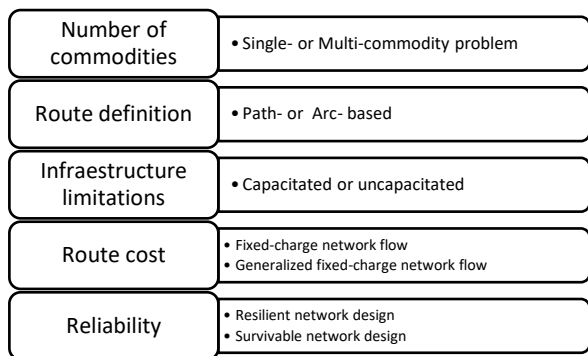 Number of
commodities
• Single- or Multi-commodity problem
Route definition
• Path- or Arc- based
Infraestructure
limitations
• Capacitated or uncapacitated
Route cost
• Fixed-charge network flow
• Generalized fixed-charge network flow
Reliability
• Resilient network design
• Survivable network design